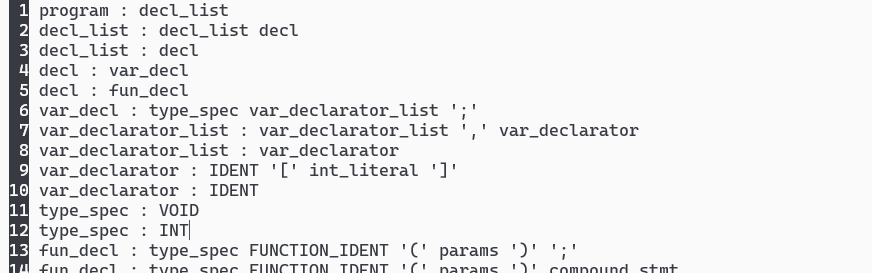 1 program : decl_list
2 decl_list : decl_list decl
3 decl_list : decl
4 decl : var_decl
5 decl : fun_decl
6 var_decl : type_spec var_declarator_list ';'
7 var_declarator_list : var_declarator_list ',' var_declarator
8 var_declarator_list : var_declarator
9 var_declarator : IDENT '[' int_literal ']'
10 var_declarator : IDENT
11 type_spec : VOID
12 type_spec : INT
13 fun_decl : type_spec FUNCTION_IDENT '(' params ')' ';'
14 fun_decl : type_spec FUNCTION_IDENT '(' params ')' compound_stmt